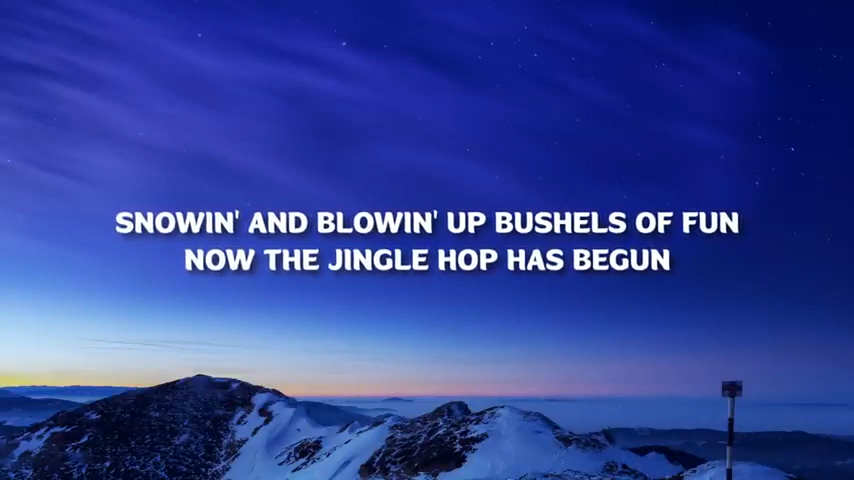 SNOWIN' AND BLOWIN' UP BUSHELS OF FUN
NOW THE JINGLE HOP HAS BEGUN